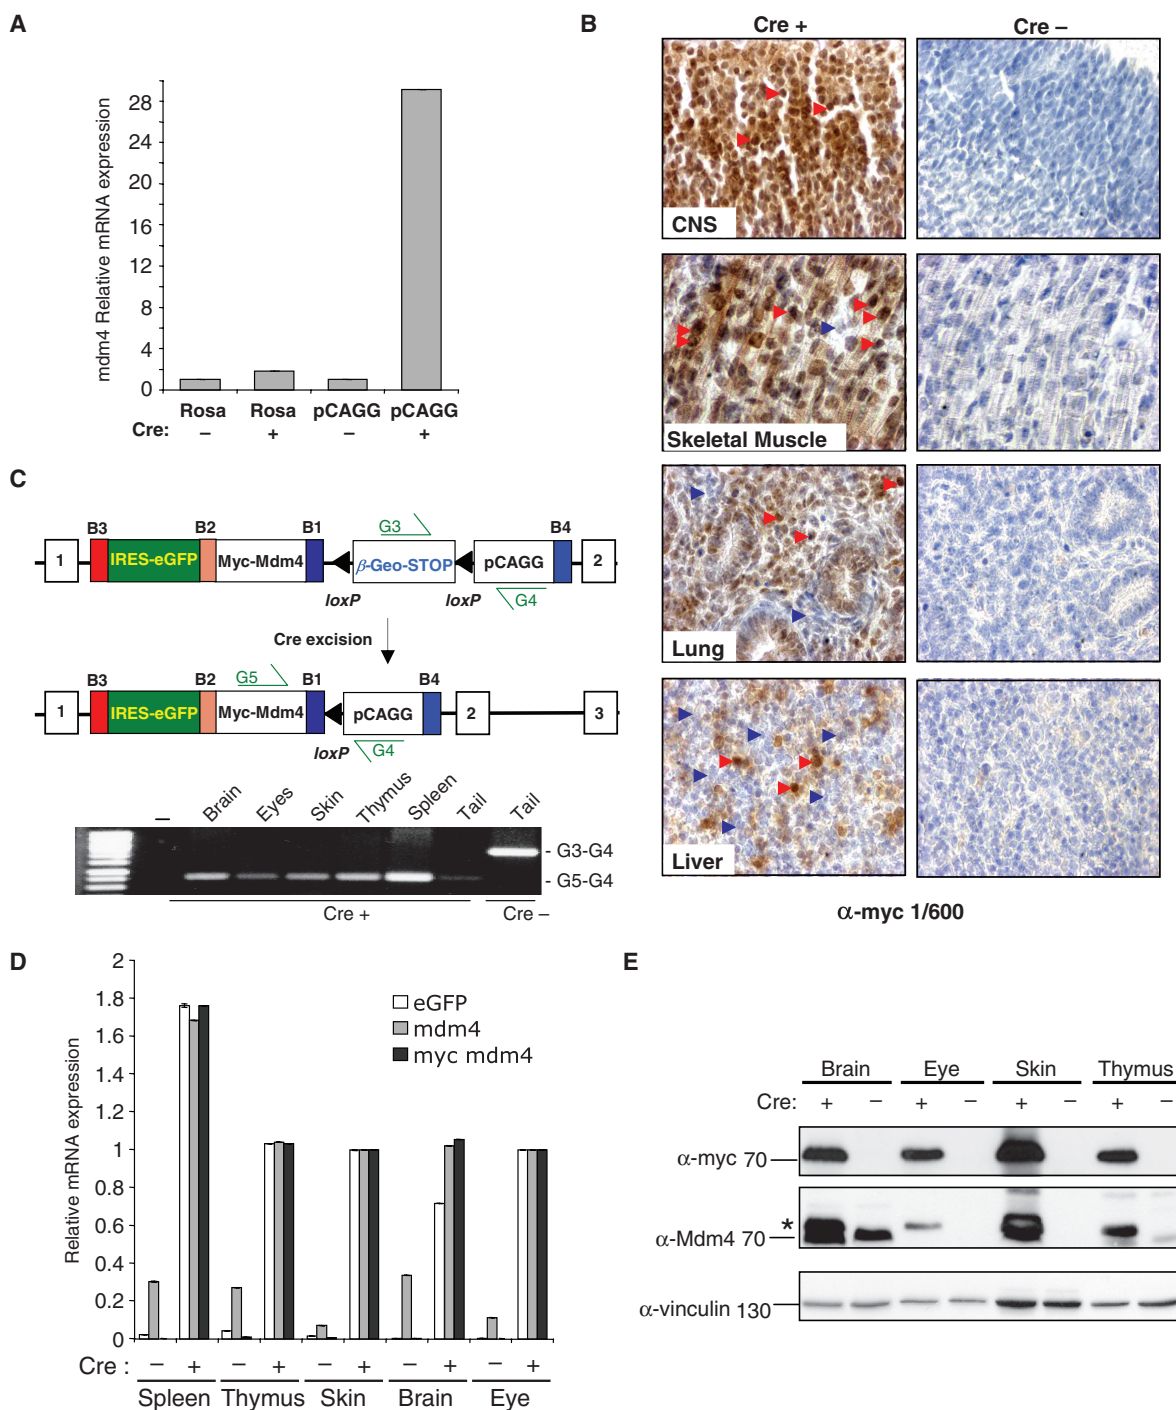 A
mdm4 Relative mRNA expression
28
24
20
16
12
8
4
0
Rosa Rosa pCAGG pCAGG
Cre: – + – +
B
Cre + Cre –
CNS
Skeletal Muscle
Lung
Liver
α-myc 1/600
C
B3 B2 B1 G3 B4
1 IRES-eGFP Myc-Mdm4 β-Geo-STOP pCAGG 2
loxP loxP G4
Cre excision
B3 B2 G5 B1 B4
1 IRES-eGFP Myc-Mdm4 pCAGG 2 3
loxP G4
– Brain Eyes Skin Thymus Spleen Tail Tail
- G3-G4
- G5-G4
Cre + Cre –
D
Relative mRNA expression
2
1.8
1.6
1.4
1.2
1
0.8
0.6
0.4
0.2
0
eGFP
mdm4
myc mdm4
Cre : – + – + – + – + – +
Spleen Thymus Skin Brain Eye
E
Brain Eye Skin Thymus
Cre: + – + – + – + –
α-myc 70
*
α-Mdm4 70
α-vinculin 130